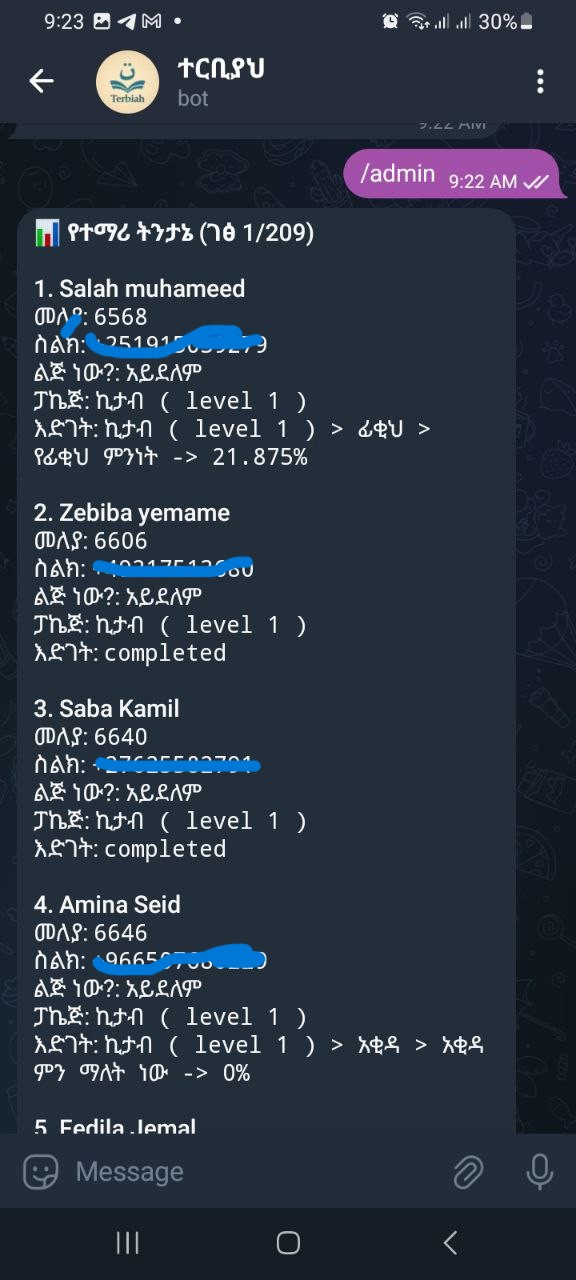 9:23
30%
ተርቢያህ
bot
Terbiah
9:22 AM
/admin 9:22 AM
የተማሪ ትንታኔ (ገፅ 1/209)
1. Salah muhameed
መለያ: 6568
ስልክ:
ልጅ ነው?: አይደለም
ፓኬጅ: ኪታብ ( level 1 )
እድገት: ኪታብ ( level 1 ) > ፊቂህ >
የፊቂህ ምንነት -> 21.875%
2. Zebiba yemame
መለያ: 6606
ስልክ:
ልጅ ነው?: አይደለም
ፓኬጅ: ኪታብ ( level 1 )
እድገት: completed
3. Saba Kamil
መለያ: 6640
ስልክ:
ልጅ ነው?: አይደለም
ፓኬጅ: ኪታብ ( level 1 )
እድገት: completed
4. Amina Seid
መለያ: 6646
ስልክ:
ልጅ ነው?: አይደለም
ፓኬጅ: ኪታብ ( level 1 )
እድገት: ኪታብ ( level 1 ) > አቂዳ > አቂዳ
ምን ማለት ነው -> 0%
5. Fedila Jemal
Message